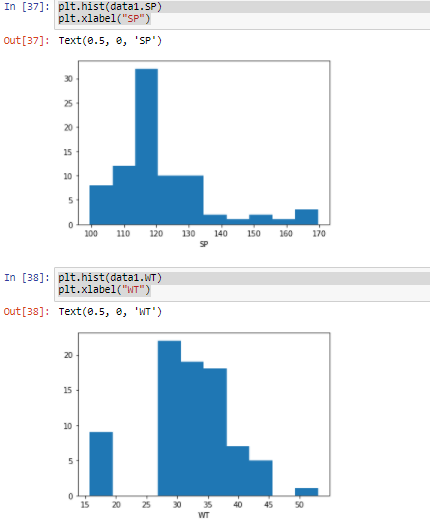 In [37]: plt.hist(data1.SP)
plt.xlabel("SP")
Out[37]: Text(0.5, 0, 'SP')
30
25
20
15
10
5
0
100 110 120 130 140 150 160 170
SP
In [38]: plt.hist(data1.WT)
plt.xlabel("WT")
Out[38]: Text(0.5, 0, 'WT')
20
15
10
5
0
15 20 25 30 35 40 45 50
WT